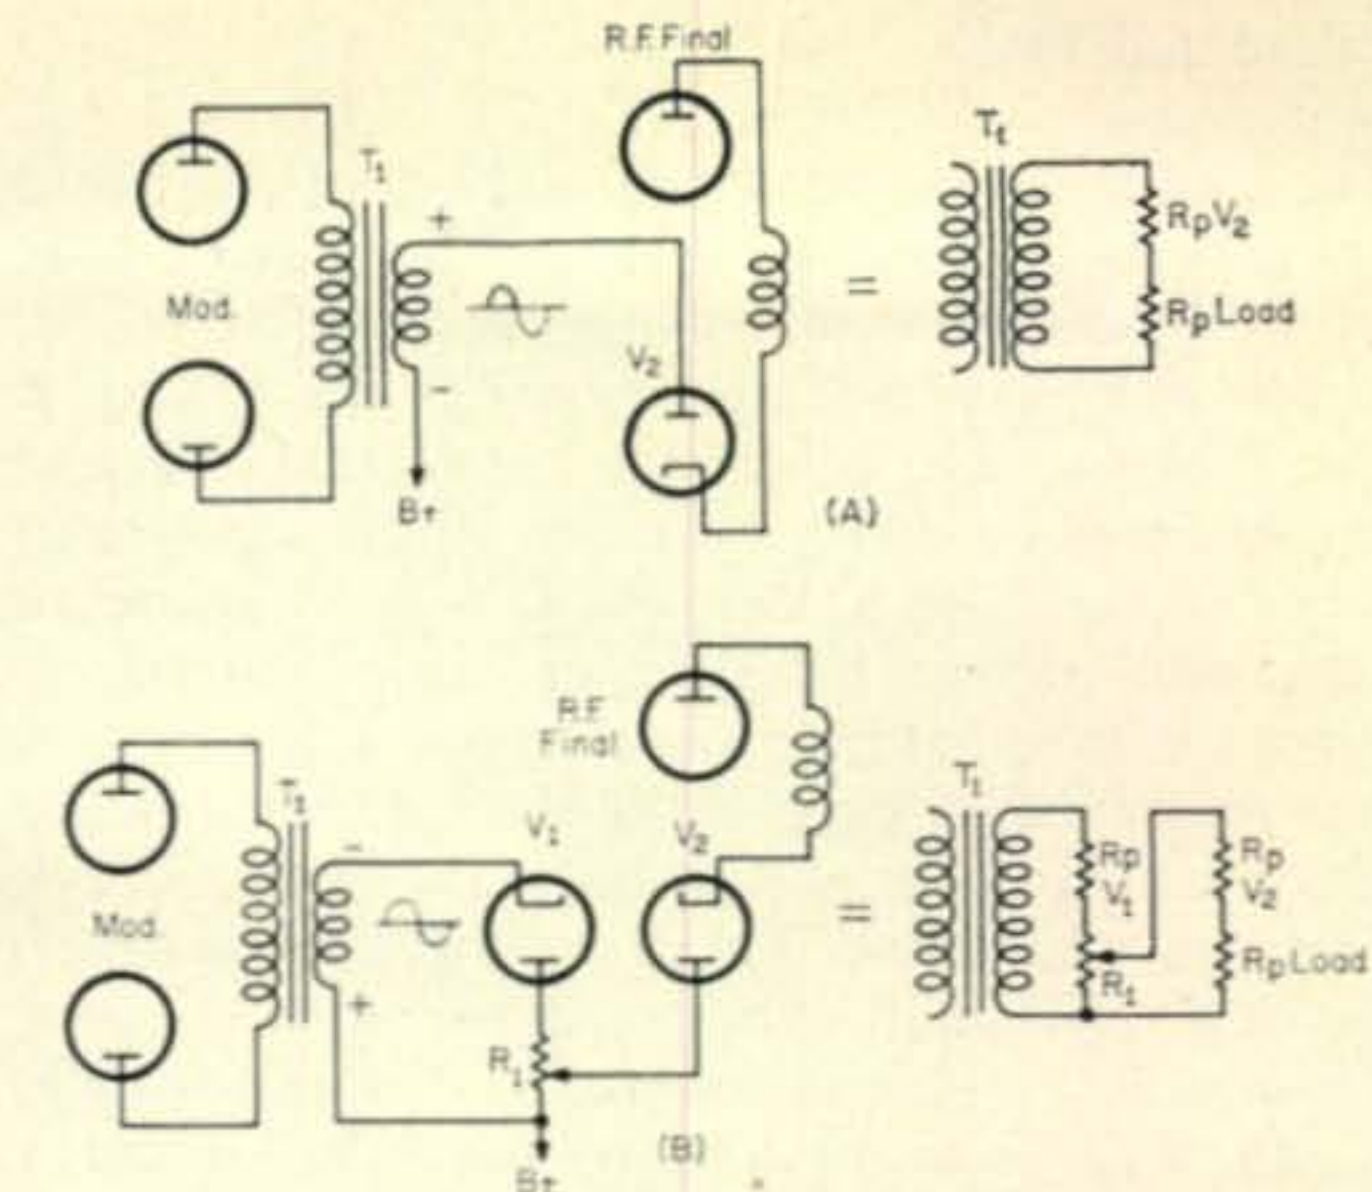 R.F. Final
T1
+
Mod.
-
B+
V2
(A)
=
T1
RpV2
RpLoad
R.F.
Final
T1
-
Mod.
+
V1
V2
R1
B+
(B)
=
T1
Rp
V1
R1
Rp
V2
RpLoad